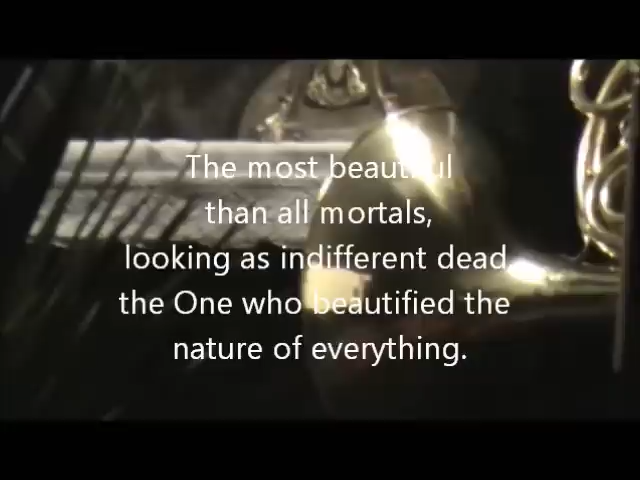 The most beautiful
than all mortals,
looking as indifferent dead,
the One who beautified the
nature of everything.